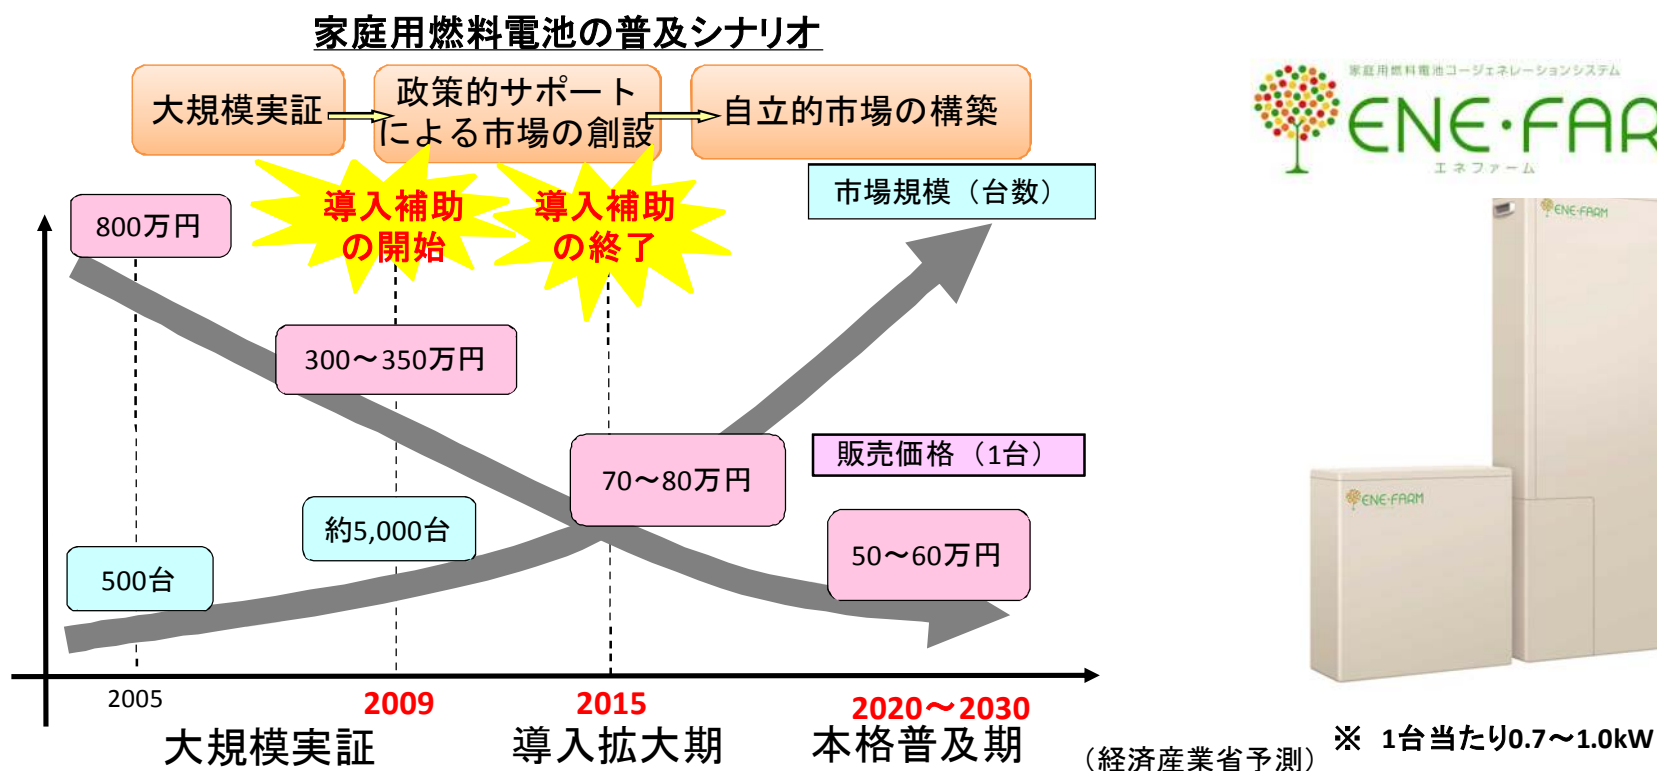 家庭用燃料電池の普及シナリオ
大規模実証
政策的サポート
による市場の創設
自立的市場の構築
家庭用燃料電池コージェネレーションシステム
ENE・FAR
エネファーム
導入補助
の開始
導入補助
の終了
市場規模（台数）
800万円
300～350万円
70～80万円
販売価格（1台）
約5,000台
500台
50～60万円
ENE・FARM
ENE・FARM
2005
2009
2015
2020～2030
大規模実証
導入拡大期
本格普及期
（経済産業省予測）
※ 1台当たり0.7～1.0kW